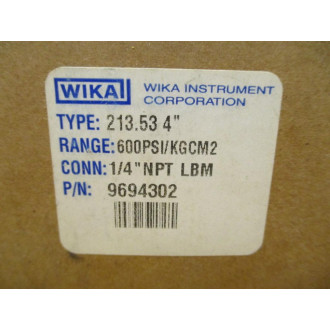 WIKA
WIKA INSTRUMENT
CORPORATION
TYPE: 213.53 4"
RANGE: 600PSI/KGCM2
CONN: 1/4"NPT LBM
P/N: 9694302